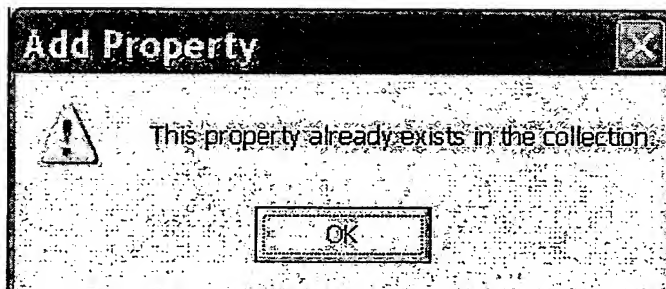 Add Property
This property already exists in the collection.
OK